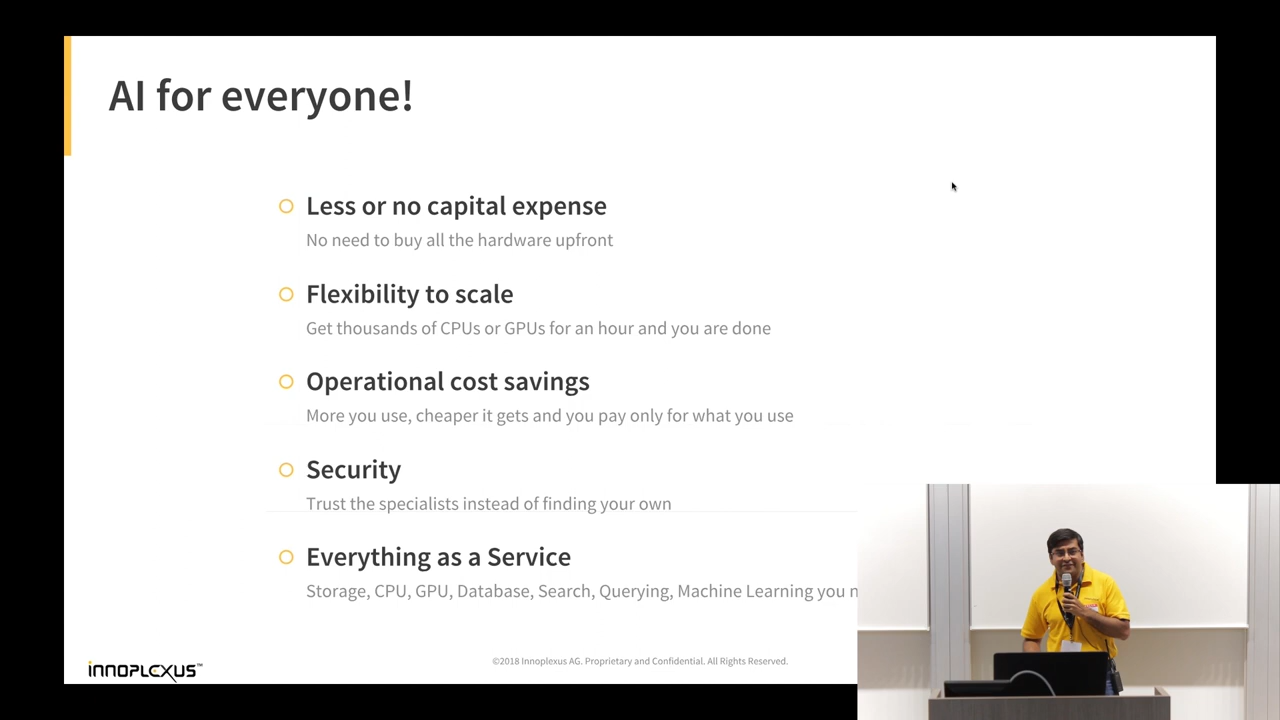 AI for everyone!
Less or no capital expense
No need to buy all the hardware upfront
Flexibility to scale
Get thousands of CPUs or GPUs for an hour and you are done
Operational cost savings
More you use, cheaper it gets and you pay only for what you use
Security
Trust the specialists instead of finding your own
Everything as a Service
Storage, CPU, GPU, Database, Search, Querying, Machine Learning you
INNOPLEXUS™
©2018 Innoplexus AG. Proprietary and Confidential. All Rights Reserved.